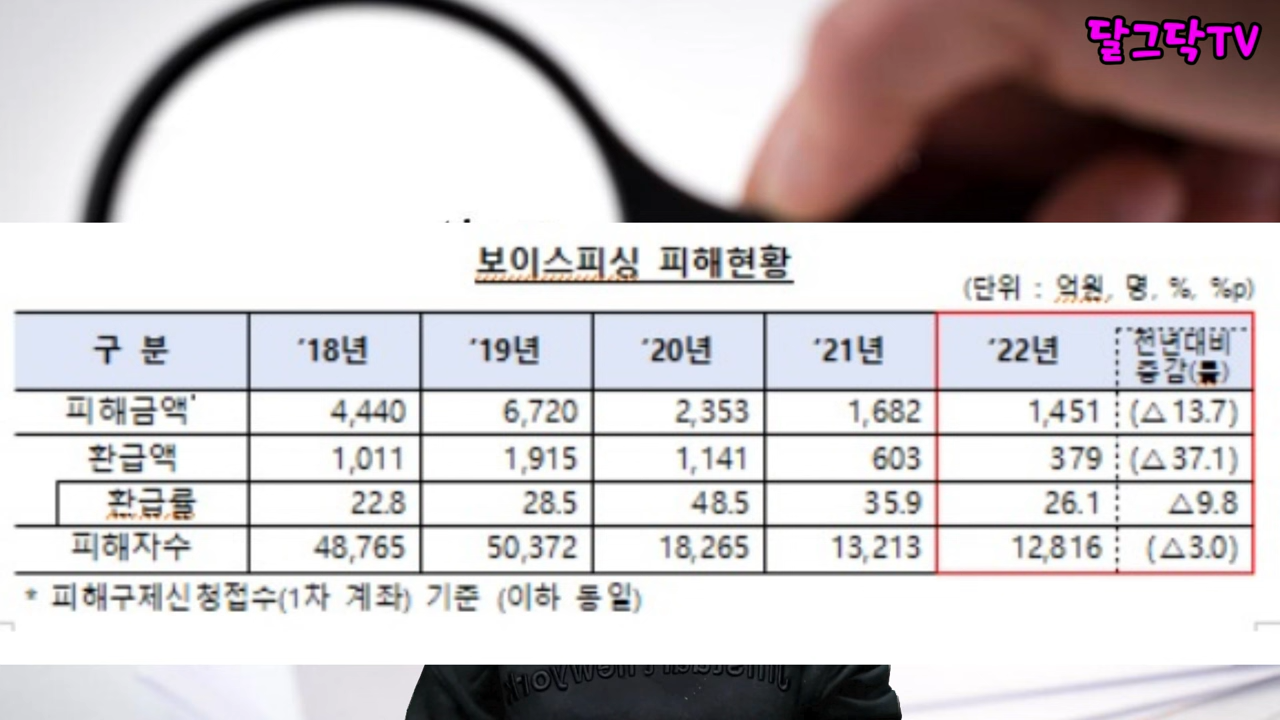 달그닥TV
보이스피싱 피해현황
(단위 : 억원, 명, %, %p)
구 분 '18년 '19년 '20년 '21년 '22년 전년대비
증감(률)
피해금액* 4,440 6,720 2,353 1,682 1,451 (△13.7)
환급액 1,011 1,915 1,141 603 379 (△37.1)
환급률 22.8 28.5 48.5 35.9 26.1 △9.8
피해자수 48,765 50,372 18,265 13,213 12,816 (△3.0)
* 피해구제신청접수(1차 계좌) 기준 (이하 동일)